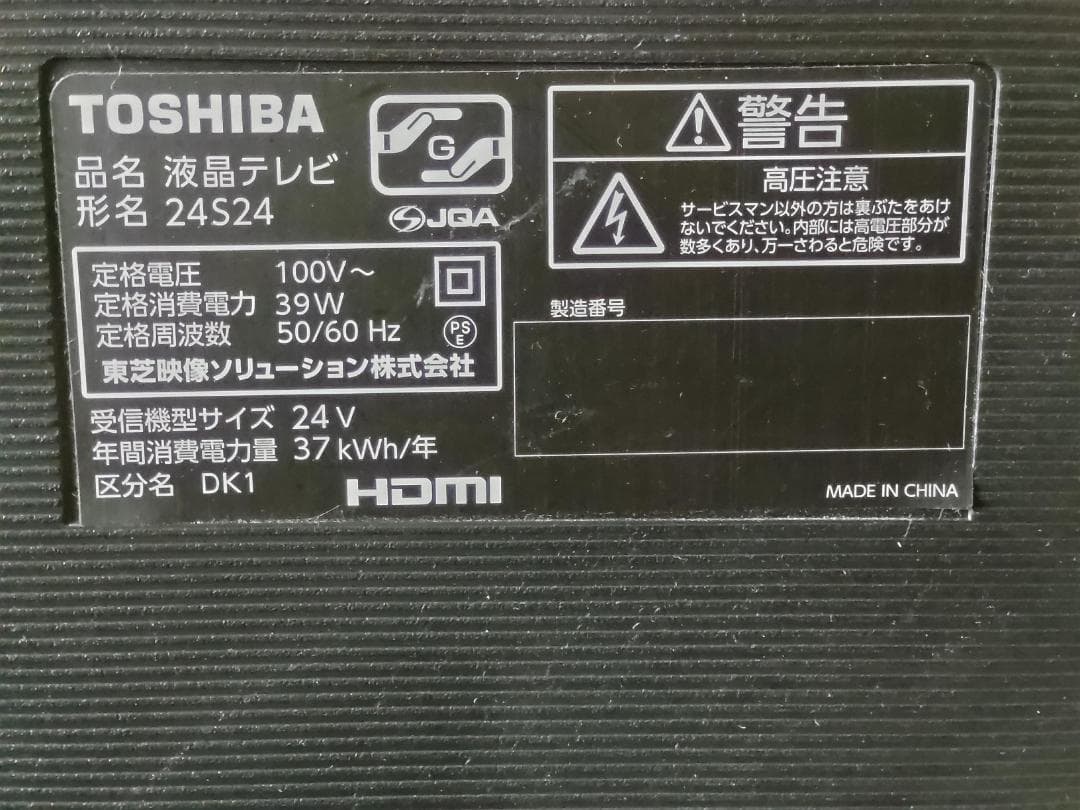 TOSHIBA
品名 液晶テレビ
形名 24S24
G
JQA
定格電圧 100V～
定格消費電力 39W
定格周波数 50/60 Hz
PS
E
東芝映像ソリューション株式会社
受信機型サイズ 24V
年間消費電力量 37kWh/年
区分名 DK1
HDMI
警告
高圧注意
サービスマン以外の方は裏ぶたをあけ
ないでください。内部には高電圧部分が
数多くあり、万一さわると危険です。
製造番号
MADE IN CHINA